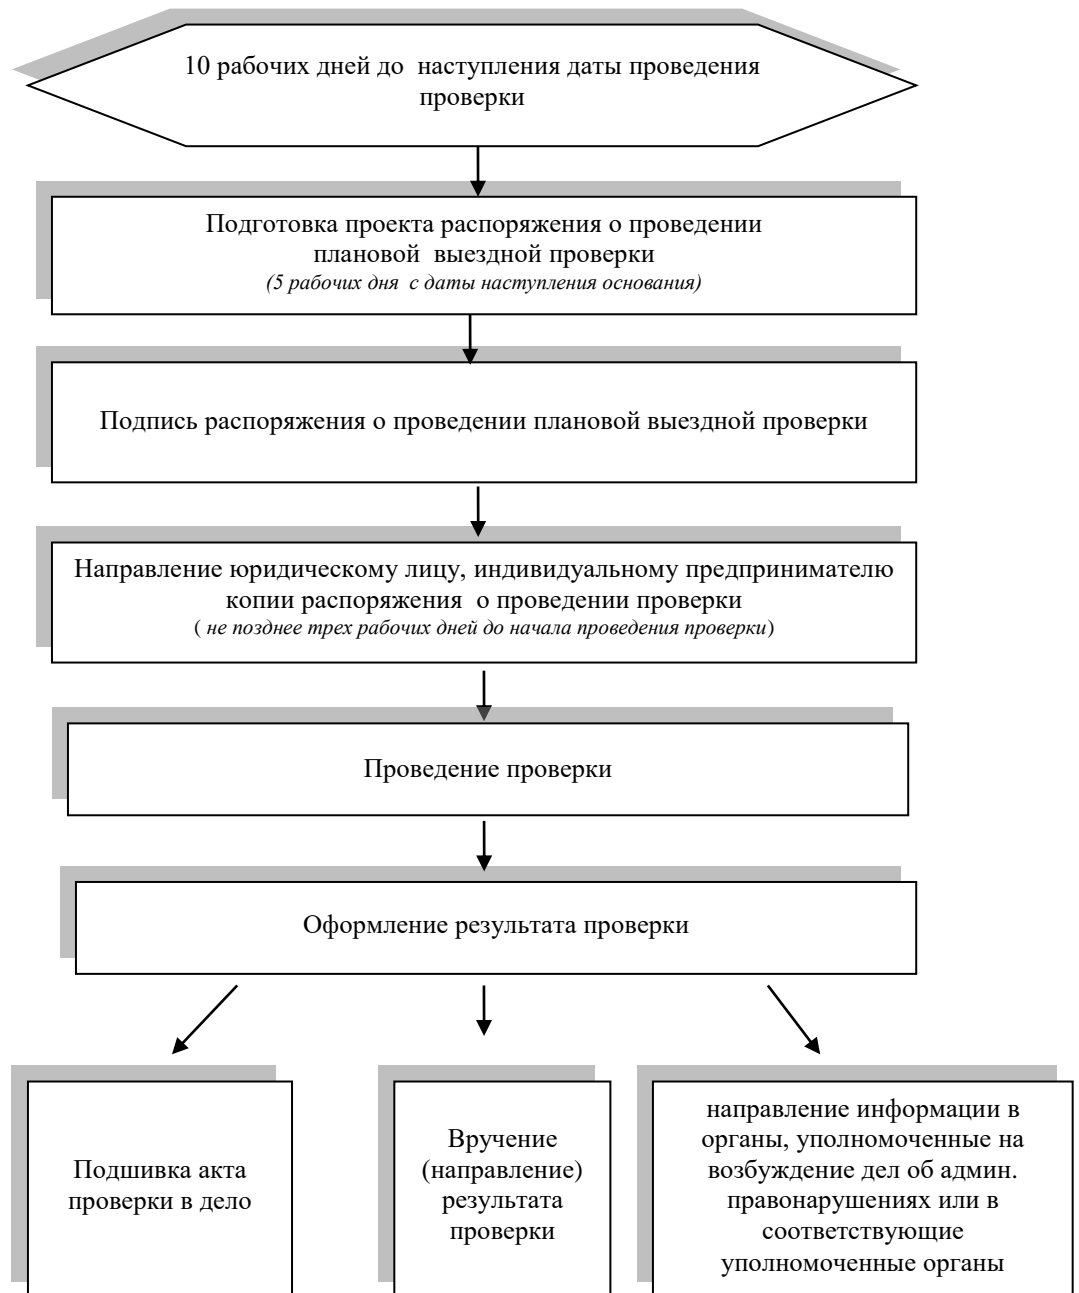 10 рабочих дней до наступления даты проведения
проверки
Подготовка проекта распоряжения о проведении
плановой выездной проверки
(5 рабочих дня с даты наступления основания)
Подпись распоряжения о проведении плановой выездной проверки
Направление юридическому лицу, индивидуальному предпринимателю
копии распоряжения о проведении проверки
( не позднее трех рабочих дней до начала проведения проверки)
Проведение проверки
Оформление результата проверки
Подшивка акта
проверки в дело
Вручение
(направление)
результата
проверки
направление информации в
органы, уполномоченные на
возбуждение дел об админ.
правонарушениях или в
соответствующие
уполномоченные органы